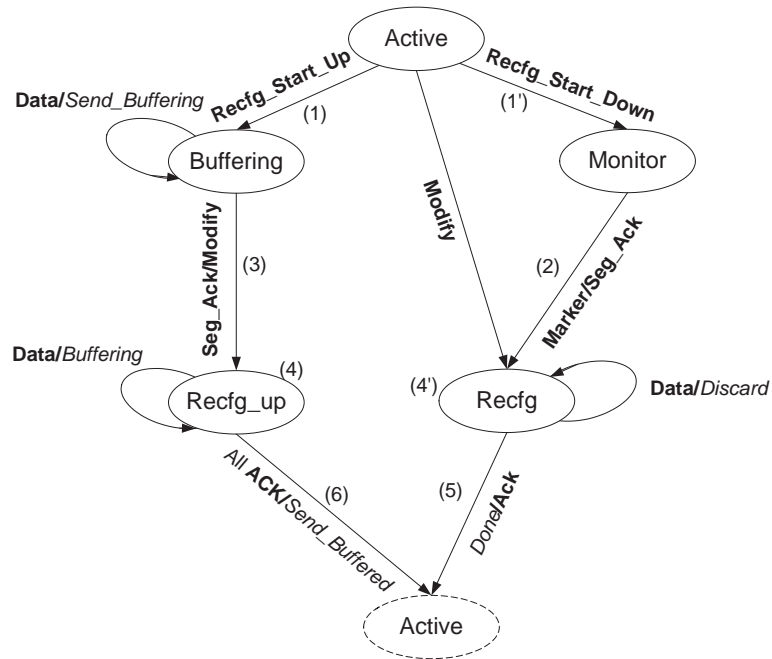 Active
Recfg_Start_Up
Recfg_Start_Down
Data/Send_Buffering
(1)
(1')
Buffering
Monitor
Modify
Seg_Ack/Modify
(3)
(2)
Marker/Seg_Ack
Data/Buffering
(4)
(4')
Recfg_up
Recfg
Data/Discard
All ACK/Send_Buffered
(6)
(5)
Done/Ack
Active